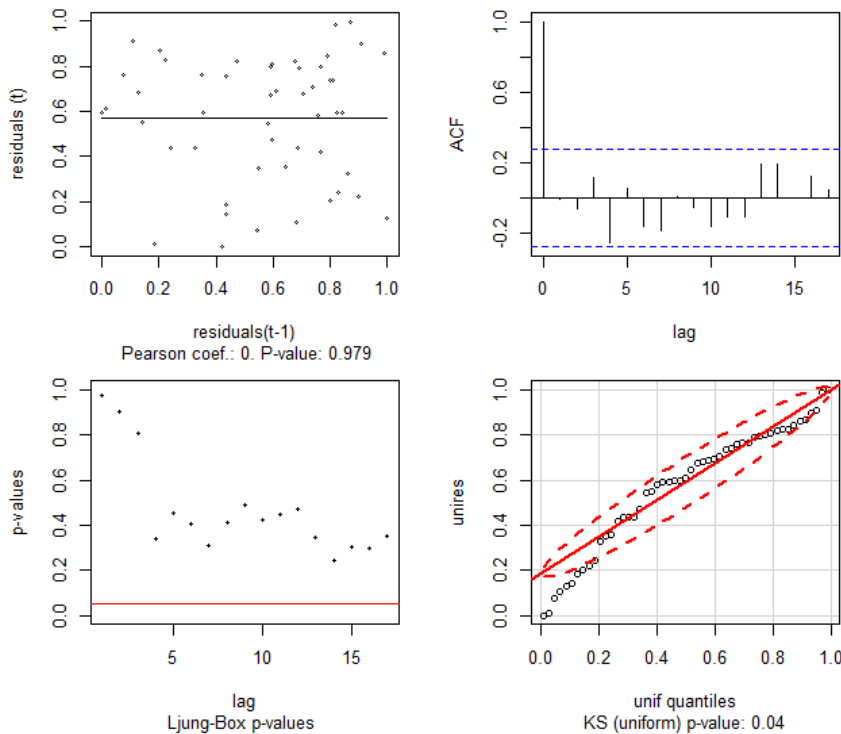 residuals (t)
0.0 0.2 0.4 0.6 0.8 1.0
0.0 0.2 0.4 0.6 0.8 1.0
residuals(t-1)
Pearson coef.: 0. P-value: 0.979
ACF
-0.2 0.2 0.6 1.0
0 5 10 15
lag
p-values
0.0 0.2 0.4 0.6 0.8 1.0
5 10 15
lag
Ljung-Box p-values
unires
0.0 0.2 0.4 0.6 0.8 1.0
0.0 0.2 0.4 0.6 0.8 1.0
unif quantiles
KS (uniform) p-value: 0.04